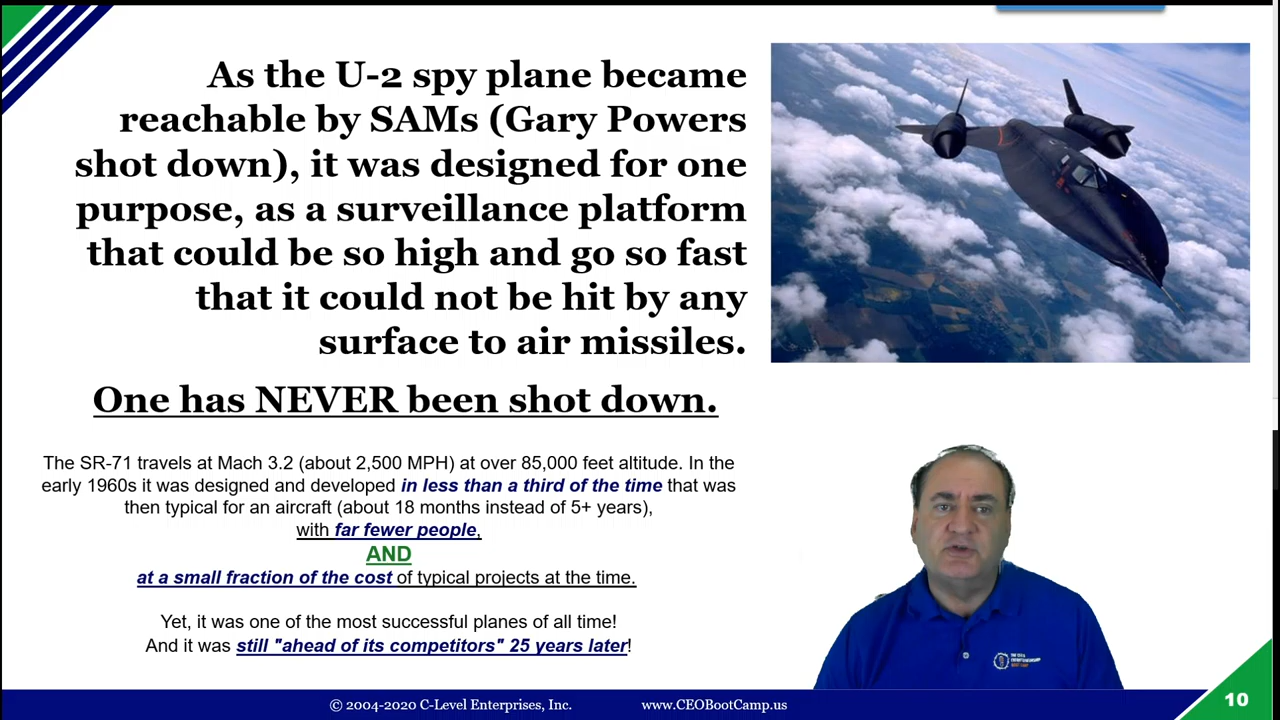 As the U-2 spy plane became
reachable by SAMs (Gary Powers
shot down), it was designed for one
purpose, as a surveillance platform
that could be so high and go so fast
that it could not be hit by any
surface to air missiles.
One has NEVER been shot down.
The SR-71 travels at Mach 3.2 (about 2,500 MPH) at over 85,000 feet altitude. In the
early 1960s it was designed and developed in less than a third of the time that was
then typical for an aircraft (about 18 months instead of 5+ years),
with far fewer people,
AND
at a small fraction of the cost of typical projects at the time.
Yet, it was one of the most successful planes of all time!
And it was still "ahead of its competitors" 25 years later!
© 2004-2020 C-Level Enterprises, Inc.
www.CEOBootCamp.us
10